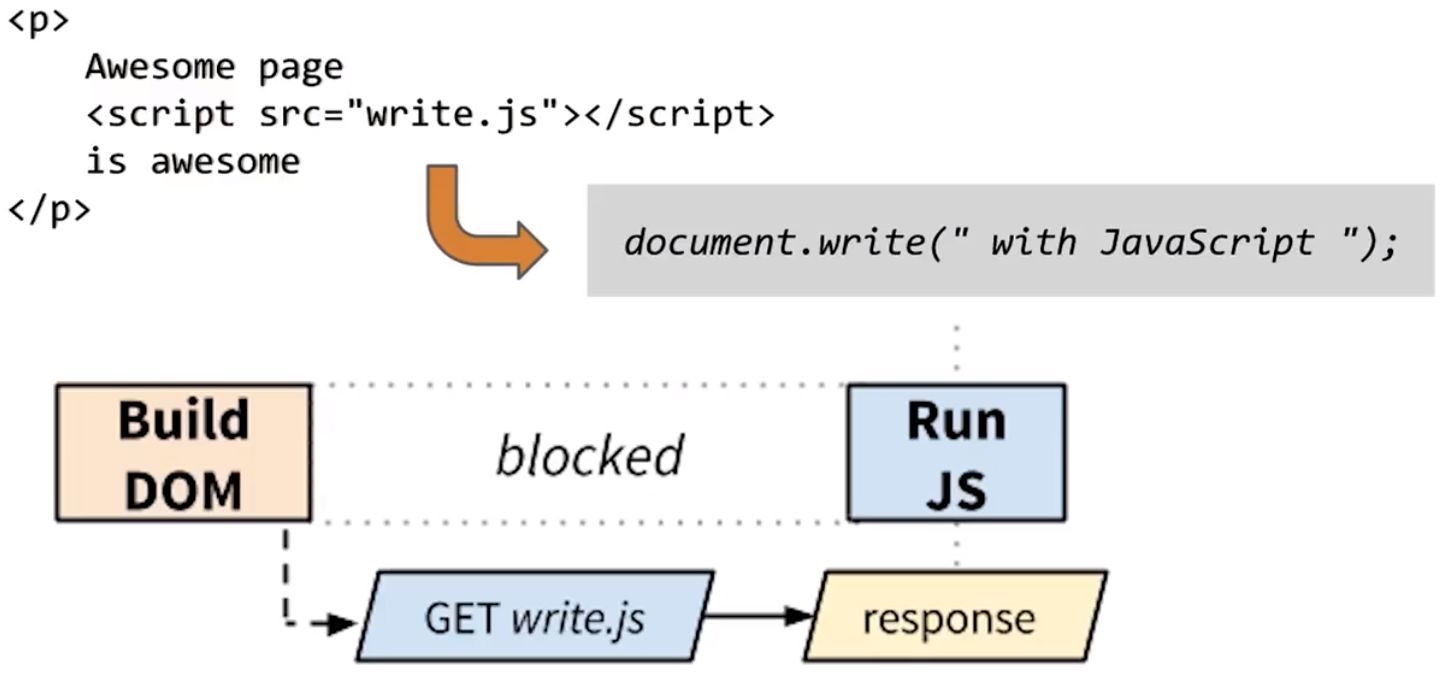 <p>
Awesome page
<script src="write.js"></script>
is awesome
</p>
document.write(" with JavaScript ");
Build
DOM
blocked
Run
JS
GET write.js
response